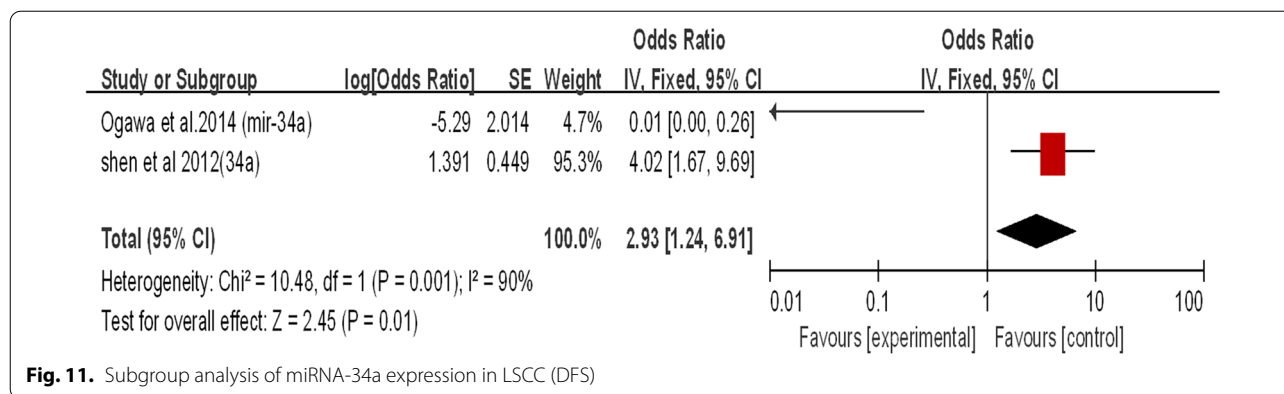 Odds Ratio Odds Ratio
Study or Subgroup log[Odds Ratio] SE Weight IV, Fixed, 95% CI IV, Fixed, 95% CI
Ogawa et al.2014 (mir-34a) -5.29 2.014 4.7% 0.01 [0.00, 0.26]
shen et al 2012(34a) 1.391 0.449 95.3% 4.02 [1.67, 9.69]
Total (95% CI) 100.0% 2.93 [1.24, 6.91]
Heterogeneity: Chi² = 10.48, df = 1 (P = 0.001); I² = 90%
Test for overall effect: Z = 2.45 (P = 0.01)
0.01 0.1 1 10 100
Favours [experimental] Favours [control]
Fig. 11. Subgroup analysis of miRNA-34a expression in LSCC (DFS)